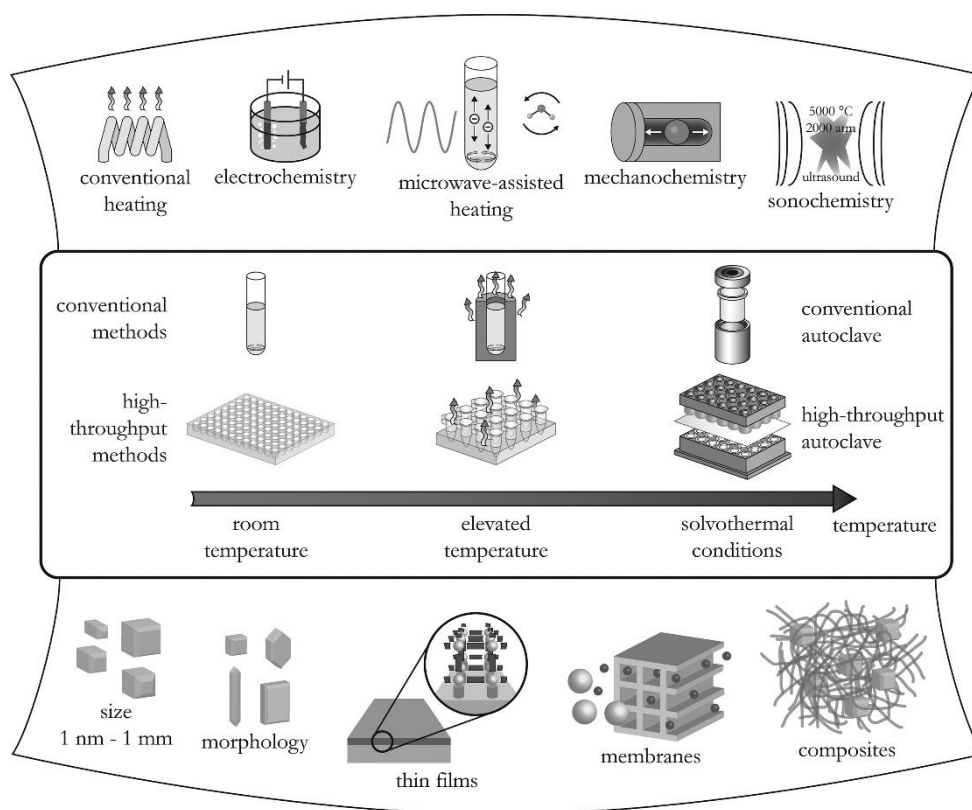 conventional
heating
electrochemistry
microwave-assisted
heating
mechanochemistry
5000 °C
2000 arm
ultrasound
sonochemistry
conventional
methods
conventional
autoclave
high-
throughput
methods
high-throughput
autoclave
room
temperature
elevated
temperature
solvothermal
conditions
temperature
size
1 nm - 1 mm
morphology
thin films
membranes
composites